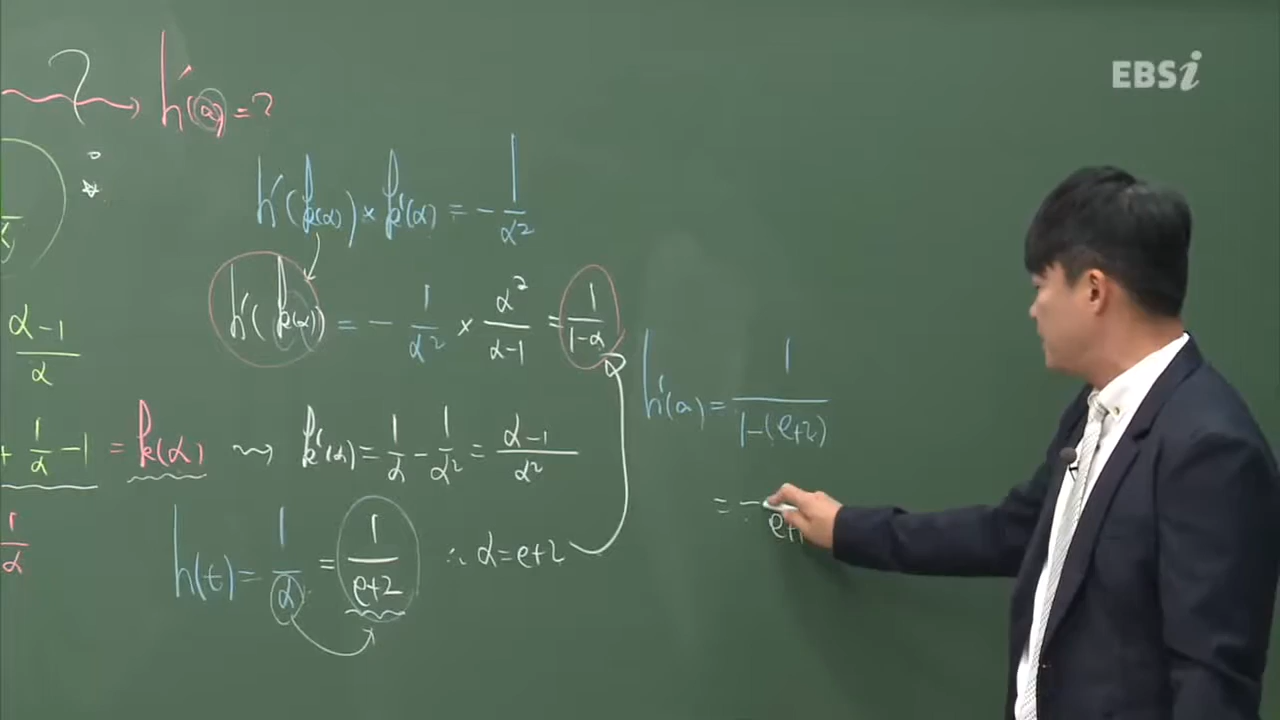 EBSi
h'(a) = ?
h'(k(α)) × k'(α) = - 1/α²
h'(k(α)) = - 1/α² × α²/(α-1) = 1/(1-α)
(α-1)/α
+ 1/α - 1 = k(α) ⇝ k'(α) = 1/α - 1/α² = (α-1)/α²
1/α
h(t) = 1/α = 1/(e+2) ∴ α = e+2
h'(a) = 1/(1-(e+2))
= - /(e+1